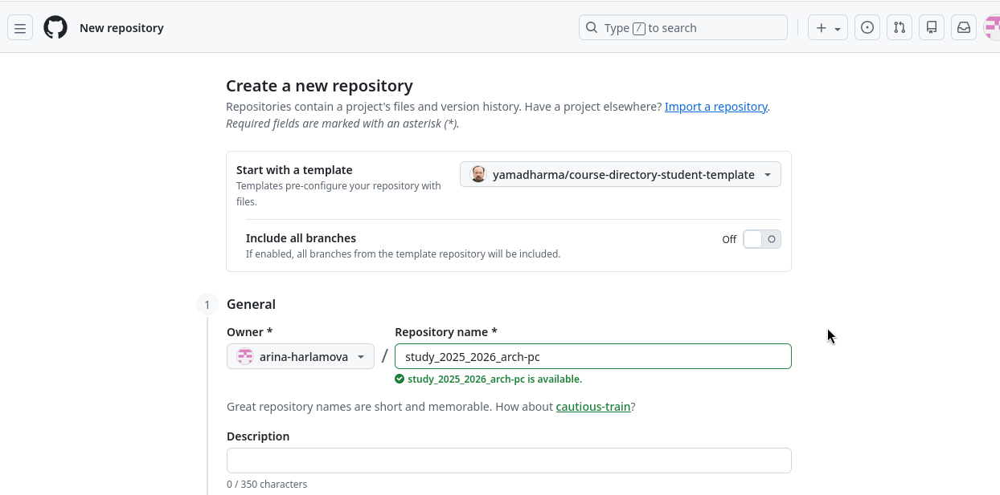 New repository
Type / to search
Create a new repository
Repositories contain a project's files and version history. Have a project elsewhere? Import a repository.
Required fields are marked with an asterisk (*).
Start with a template
Templates pre-configure your repository with
files.
yamadharma/course-directory-student-template
Include all branches
If enabled, all branches from the template repository will be included.
Off
1
General
Owner *
Repository name *
arina-harlamova
/
study_2025_2026_arch-pc
study_2025_2026_arch-pc is available.
Great repository names are short and memorable. How about cautious-train?
Description
0 / 350 characters